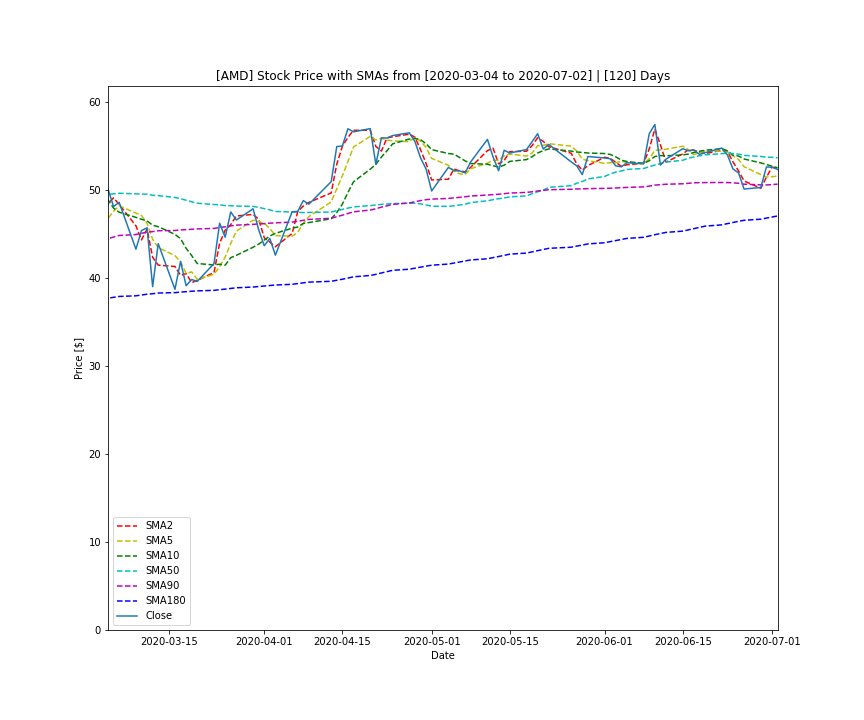 [AMD] Stock Price with SMAs from [2020-03-04 to 2020-07-02] | [120] Days
Price [$]
60
50
40
30
20
10
0
SMA2
SMA5
SMA10
SMA50
SMA90
SMA180
Close
2020-03-15 2020-04-01 2020-04-15 2020-05-01 2020-05-15 2020-06-01 2020-06-15 2020-07-01
Date